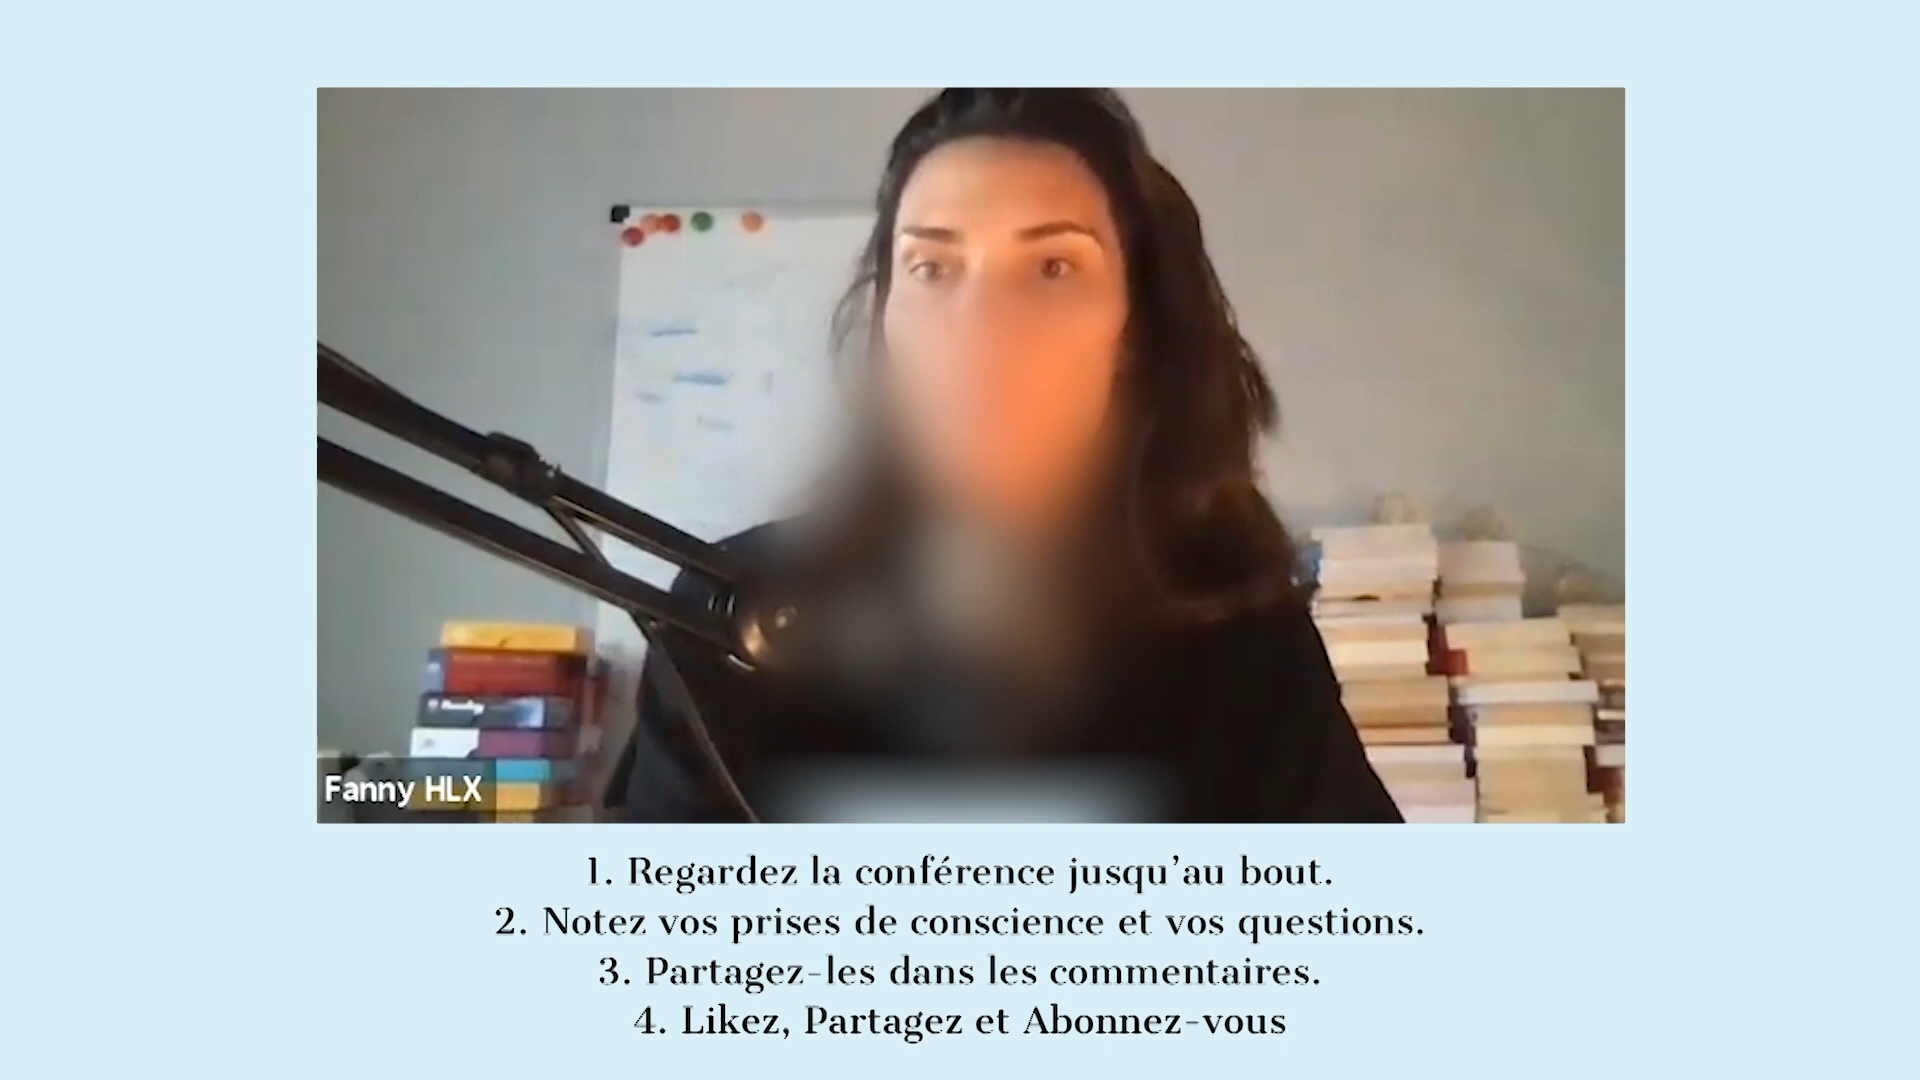 Fanny HLX
1. Regardez la conférence jusqu’au bout.
2. Notez vos prises de conscience et vos questions.
3. Partagez-les dans les commentaires.
4. Likez, Partagez et Abonnez-vous